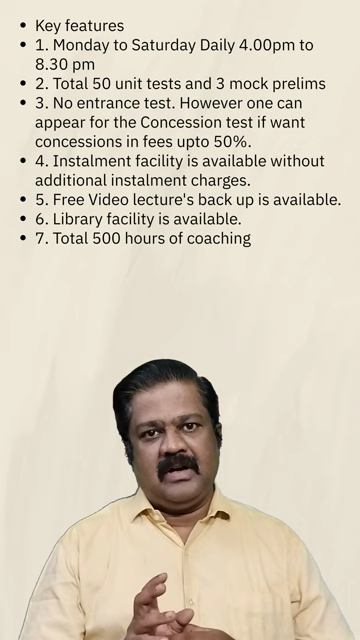 • Key features
• 1. Monday to Saturday Daily 4.00pm to
8.30 pm
• 2. Total 50 unit tests and 3 mock prelims
• 3. No entrance test. However one can
appear for the Concession test if want
concessions in fees upto 50%.
• 4. Instalment facility is available without
additional instalment charges.
• 5. Free Video lecture's back up is available.
• 6. Library facility is available.
• 7. Total 500 hours of coaching